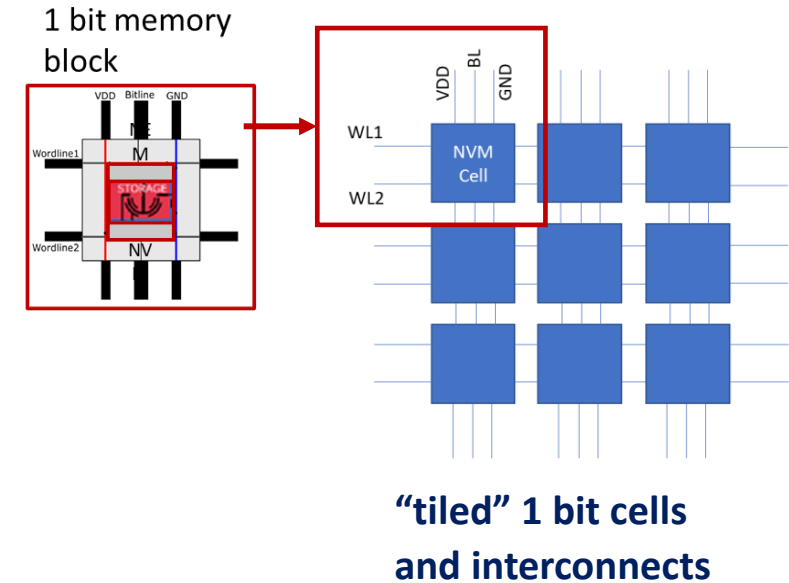 1 bit memory
block
VDD Bitline GND
NE
M
Wordline1
STORAGE
Wordline2
NV
VDD
BL
GND
WL1
NVM
Cell
WL2
“tiled” 1 bit cells
and interconnects